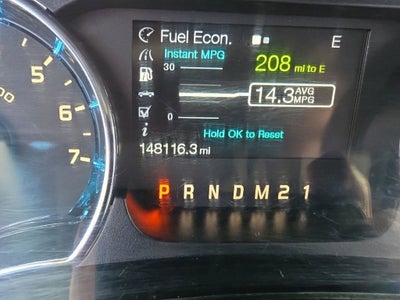 Fuel Econ. E
Instant MPG
30
208 mi to E
14.3 AVG MPG
0
Hold OK to Reset
i
148116.3 mi
P R N D M 2 1
5
6
7